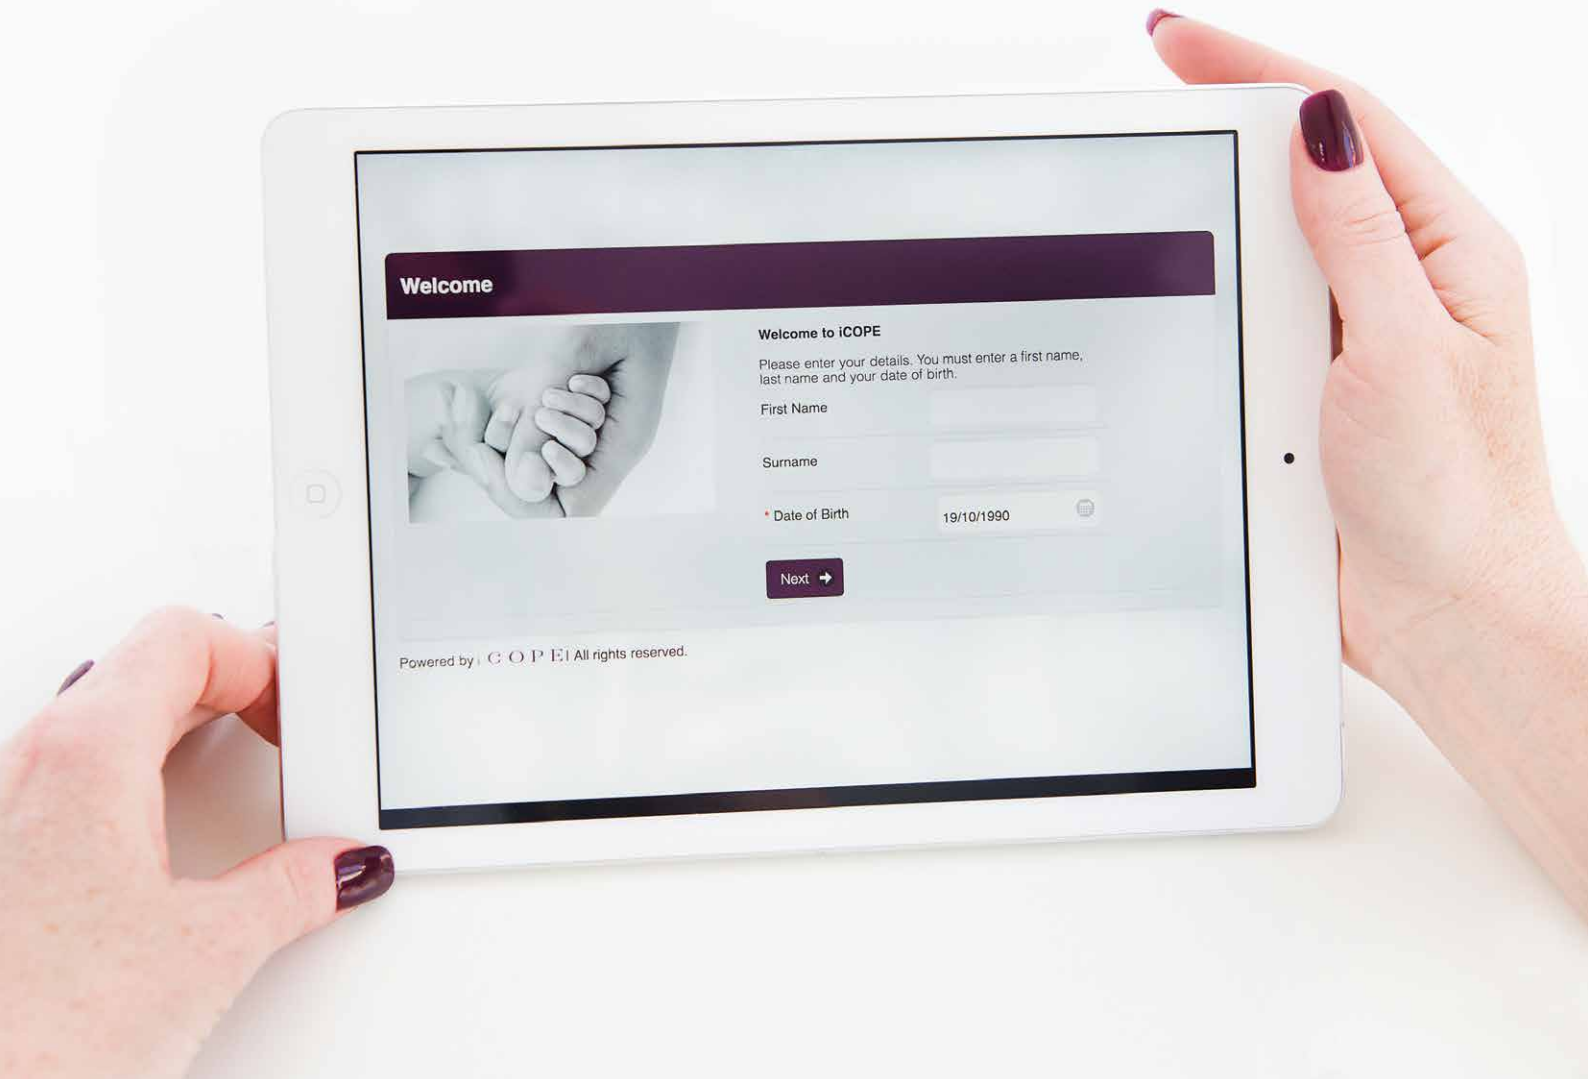 Welcome
Welcome to iCOPE
Please enter your details. You must enter a first name,
last name and your date of birth.
First Name
Surname
* Date of Birth
19/10/1990
Next
Powered by COPE | All rights reserved.